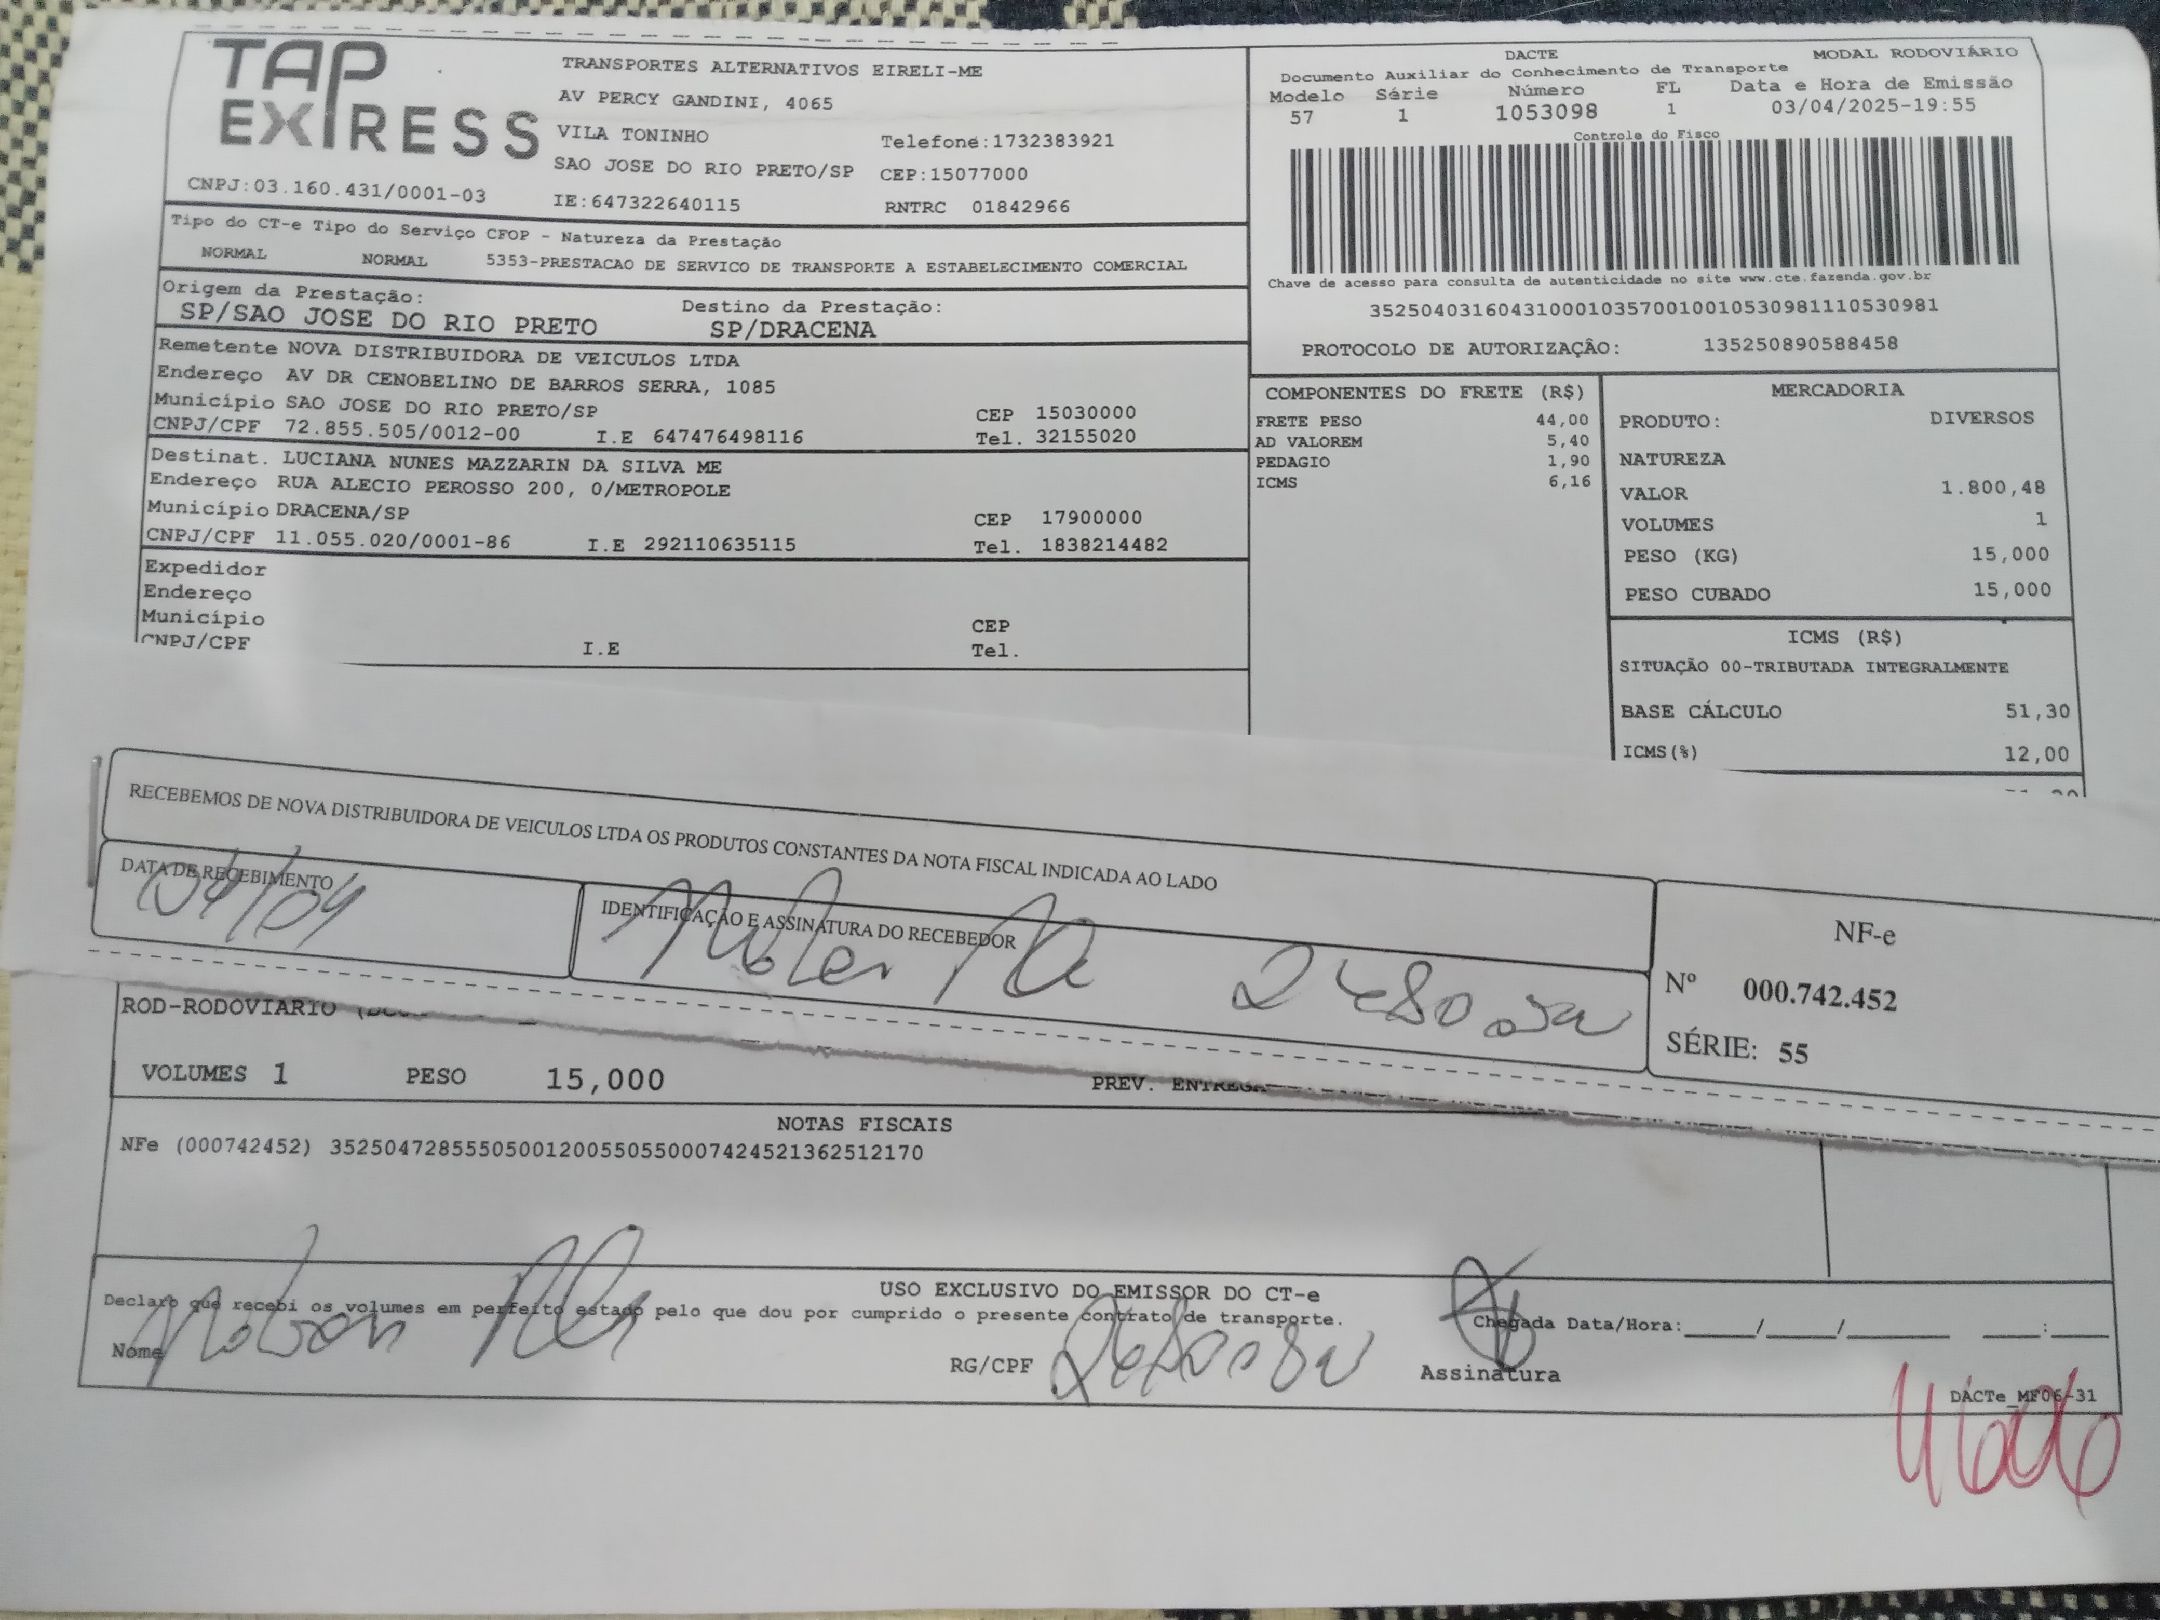 TAP EXPRESS
TRANSPORTES ALTERNATIVOS EIRELI-ME
AV PERCY GANDINI, 4065
VILA TONINHO Telefone:1732383921
SAO JOSE DO RIO PRETO/SP CEP:15077000
CNPJ:03.160.431/0001-03 IE:647322640115 RNTRC 01842966
DACTE MODAL RODOVIÁRIO
Documento Auxiliar do Conhecimento de Transporte
Modelo Série Número FL Data e Hora de Emissão
57 1 1053098 1 03/04/2025-19:55
Controle do Fisco
Chave de acesso para consulta de autenticidade no site www.cte.fazenda.gov.br
35250403160431000103570010010530981110530981
PROTOCOLO DE AUTORIZAÇÃO: 135250890588458
Tipo do CT-e Tipo do Serviço CFOP - Natureza da Prestação
NORMAL NORMAL 5353-PRESTACAO DE SERVICO DE TRANSPORTE A ESTABELECIMENTO COMERCIAL
Origem da Prestação: Destino da Prestação:
SP/SAO JOSE DO RIO PRETO SP/DRACENA
Remetente NOVA DISTRIBUIDORA DE VEICULOS LTDA
Endereço AV DR CENOBELINO DE BARROS SERRA, 1085
Município SAO JOSE DO RIO PRETO/SP CEP 15030000
CNPJ/CPF 72.855.505/0012-00 I.E 647476498116 Tel. 32155020
Destinat. LUCIANA NUNES MAZZARIN DA SILVA ME
Endereço RUA ALECIO PEROSSO 200, 0/METROPOLE
Município DRACENA/SP CEP 17900000
CNPJ/CPF 11.055.020/0001-86 I.E 292110635115 Tel. 1838214482
Expedidor
Endereço
Município CEP
CNPJ/CPF I.E Tel.
COMPONENTES DO FRETE (R$)
FRETE PESO 44,00
AD VALOREM 5,40
PEDAGIO 1,90
ICMS 6,16
MERCADORIA
PRODUTO: DIVERSOS
NATUREZA
VALOR 1.800,48
VOLUMES 1
PESO (KG) 15,000
PESO CUBADO 15,000
ICMS (R$)
SITUAÇÃO 00-TRIBUTADA INTEGRALMENTE
BASE CÁLCULO 51,30
ICMS(%) 12,00
RECEBEMOS DE NOVA DISTRIBUIDORA DE VEICULOS LTDA OS PRODUTOS CONSTANTES DA NOTA FISCAL INDICADA AO LADO
DATA DE RECEBIMENTO
04/04
IDENTIFICAÇÃO E ASSINATURA DO RECEBEDOR
NF-e
Nº 000.742.452
SÉRIE: 55
ROD-RODOVIARIO
VOLUMES 1 PESO 15,000 PREV. ENTREGA
NOTAS FISCAIS
NFe (000742452) 35250472855505001200550550007424521362512170
USO EXCLUSIVO DO EMISSOR DO CT-e
Declaro que recebi os volumes em perfeito estado pelo que dou por cumprido o presente contrato de transporte.
Chegada Data/Hora:____/____/______ ___:___
Nome RG/CPF Assinatura
DACTe_MF06-31